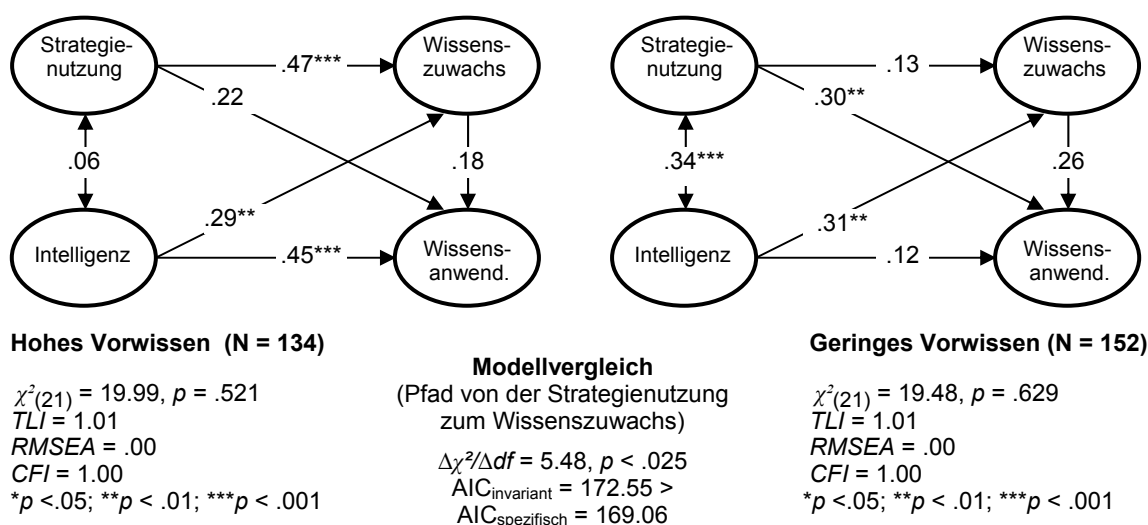 Strategie-
nutzung
.47***
Wissens-
zuwachs
.22
.06
.18
.29**
Intelligenz
.45***
Wissens-
anwend.
Strategie-
nutzung
.13
Wissens-
zuwachs
.30**
.34***
.26
.31**
Intelligenz
.12
Wissens-
anwend.
Hohes Vorwissen (N = 134)
χ²(21) = 19.99, p = .521
TLI = 1.01
RMSEA = .00
CFI = 1.00
*p <.05; **p < .01; ***p < .001
Modellvergleich
(Pfad von der Strategienutzung
zum Wissenszuwachs)
Δχ²/Δdf = 5.48, p < .025
AICinvariant = 172.55 >
AICspezifisch = 169.06
Geringes Vorwissen (N = 152)
χ²(21) = 19.48, p = .629
TLI = 1.01
RMSEA = .00
CFI = 1.00
*p <.05; **p < .01; ***p < .001